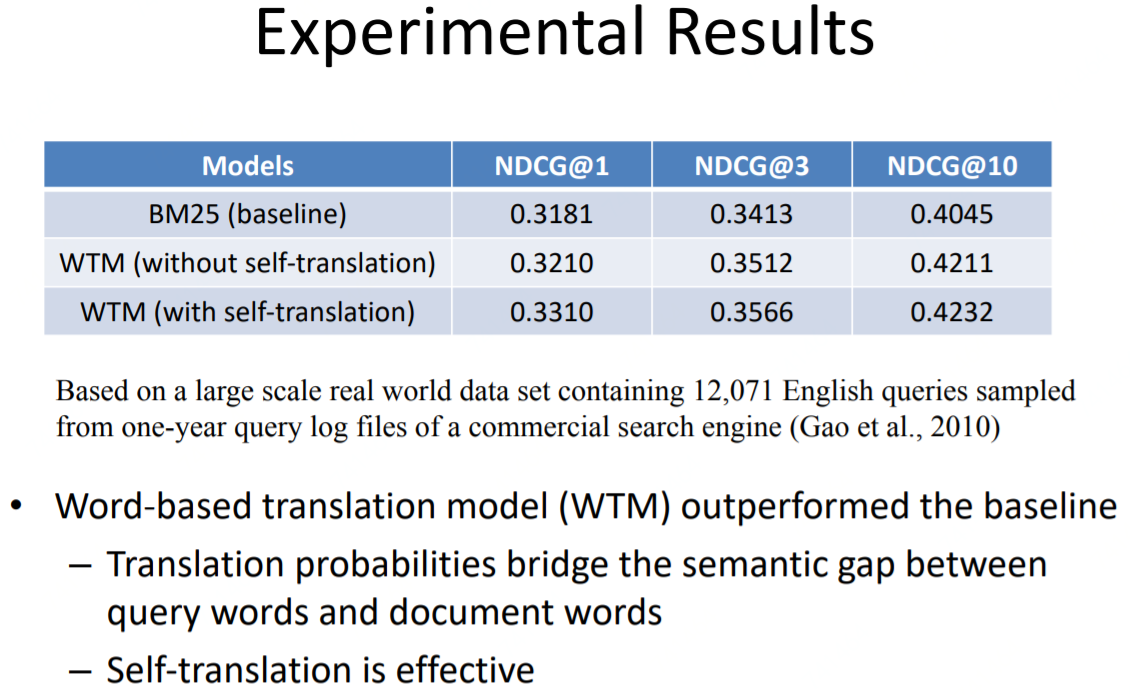 Experimental Results
Models NDCG@1 NDCG@3 NDCG@10
BM25 (baseline) 0.3181 0.3413 0.4045
WTM (without self-translation) 0.3210 0.3512 0.4211
WTM (with self-translation) 0.3310 0.3566 0.4232
Based on a large scale real world data set containing 12,071 English queries sampled
from one-year query log files of a commercial search engine (Gao et al., 2010)
• Word-based translation model (WTM) outperformed the baseline
– Translation probabilities bridge the semantic gap between
query words and document words
– Self-translation is effective